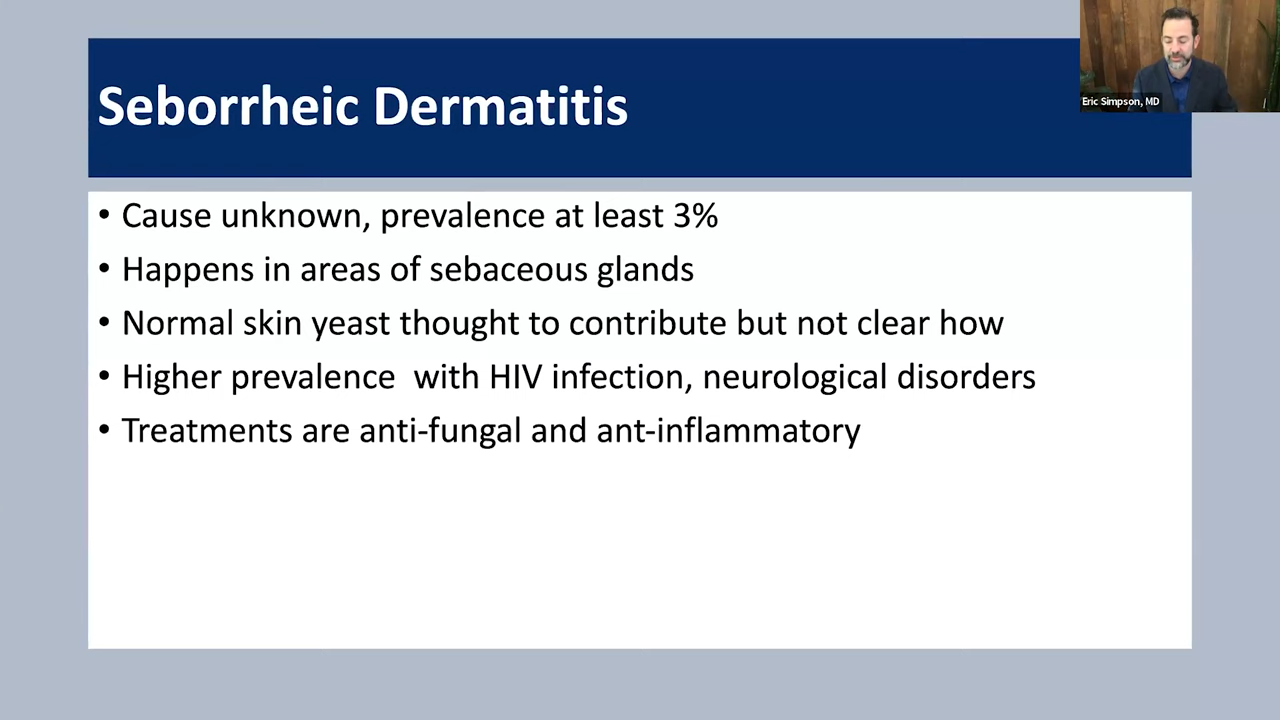 Seborrheic Dermatitis
Eric Simpson, MD
• Cause unknown, prevalence at least 3%
• Happens in areas of sebaceous glands
• Normal skin yeast thought to contribute but not clear how
• Higher prevalence  with HIV infection, neurological disorders
• Treatments are anti-fungal and ant-inflammatory